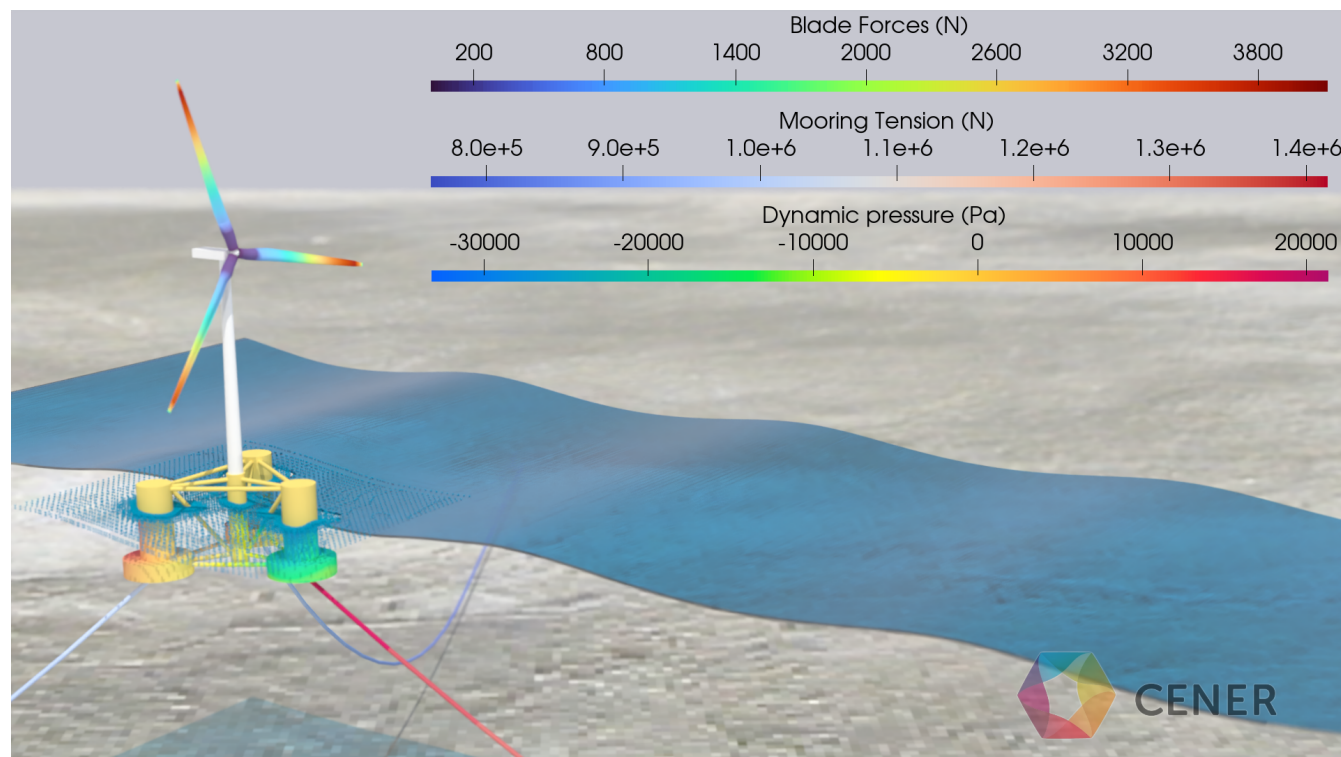 Blade Forces (N)
200 800 1400 2000 2600 3200 3800
Mooring Tension (N)
8.0e+5 9.0e+5 1.0e+6 1.1e+6 1.2e+6 1.3e+6 1.4e+6
Dynamic pressure (Pa)
-30000 -20000 -10000 0 10000 20000
CENER